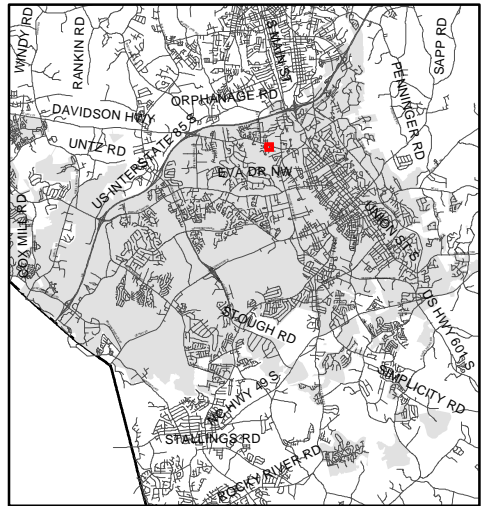 WINDY RD
RANKIN RD
S MAIN ST
SAPP RD
PENNINGER RD
ORPHANAGE RD
DAVIDSON HWY
UNTZ RD
US INTERSTATE 85 S
EVA DR NW
UNION ST S
COX MILL RD
STOUGH RD
US HWY 601 S
SIMPLICITY RD
NC HWY 49 S
STALLINGS RD
ROCKY RIVER RD